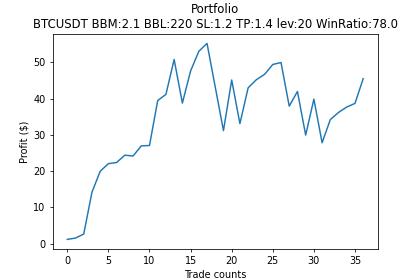 Portfolio
BTCUSDT BBM:2.1 BBL:220 SL:1.2 TP:1.4 lev:20 WinRatio:78.0
50
40
30
20
10
0
Profit ($)
0 5 10 15 20 25 30 35
Trade counts